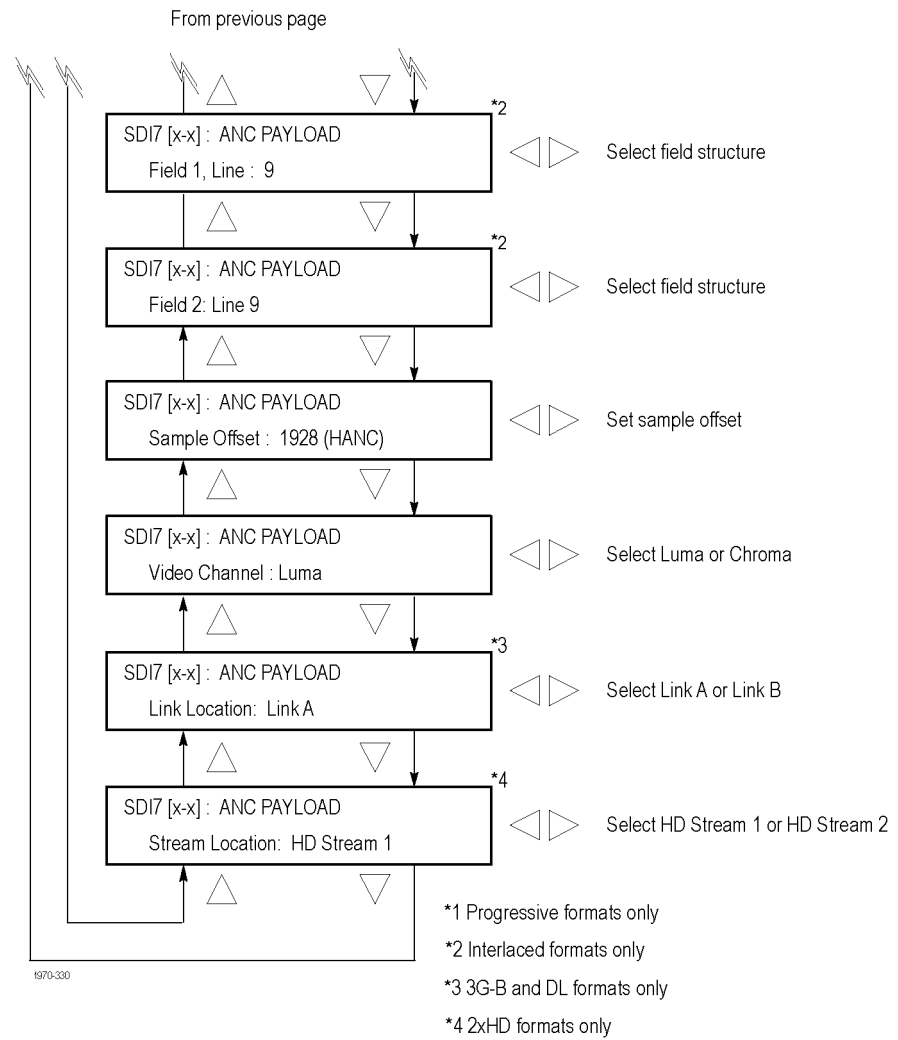 From previous page
*2
SDI7 [x-x] : ANC PAYLOAD
Field 1, Line : 9
Select field structure
*2
SDI7 [x-x] : ANC PAYLOAD
Field 2: Line 9
Select field structure
SDI7 [x-x] : ANC PAYLOAD
Sample Offset : 1928 (HANC)
Set sample offset
SDI7 [x-x] : ANC PAYLOAD
Video Channel : Luma
Select Luma or Chroma
*3
SDI7 [x-x] : ANC PAYLOAD
Link Location: Link A
Select Link A or Link B
*4
SDI7 [x-x] : ANC PAYLOAD
Stream Location: HD Stream 1
Select HD Stream 1 or HD Stream 2
*1 Progressive formats only
*2 Interlaced formats only
*3 3G-B and DL formats only
*4 2xHD formats only
1970-330